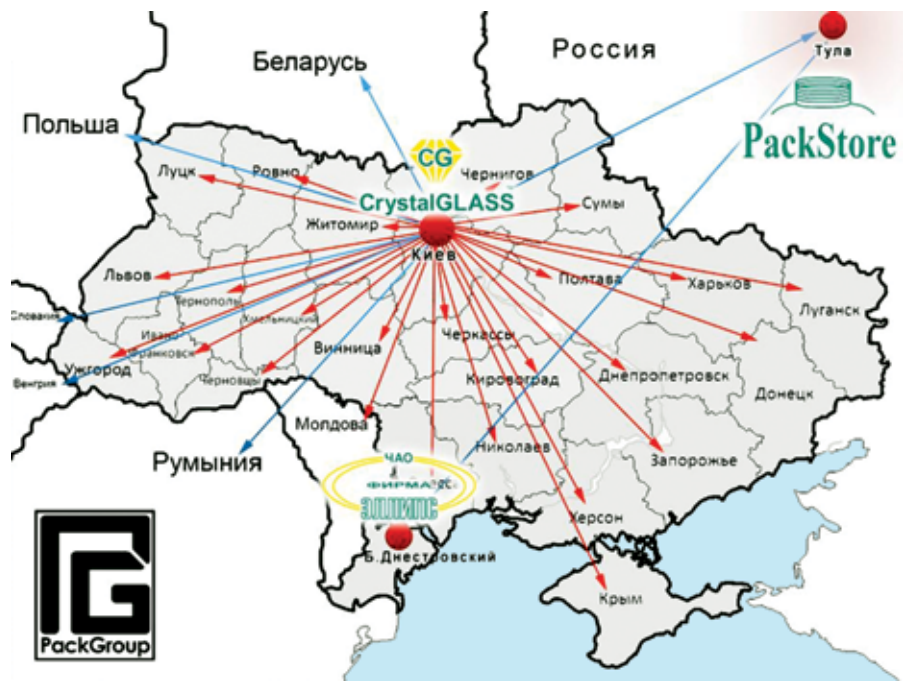 Россия
Тула
Беларусь
Польша
PackStore
CG
CrystalGLASS
Луцк
Ровно
Чернигов
Житомир
Сумы
Киев
Львов
Тернополь
Хмельницкий
Полтава
Харьков
Луганск
Словакия
Ивано
Франковск
Ужгород
Винница
Черкассы
Венгрия
Черновцы
Кировоград
Днепропетровск
Донецк
Молдова
Румыния
Николаев
Запорожье
ЧАО
ФИРМА
ЭЛЛИПС
Херсон
Б.Днестровский
Крым
PackGroup